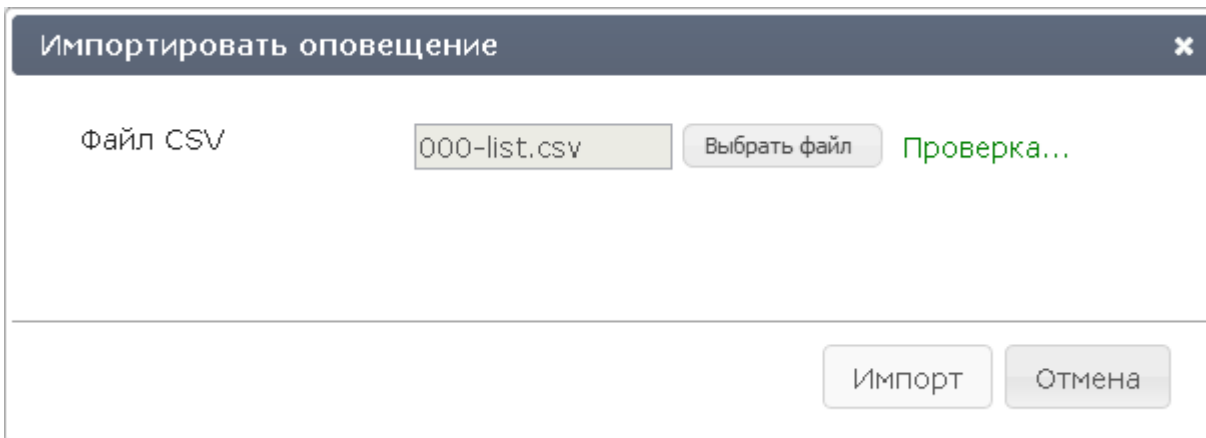 Импортировать оповещение
Файл CSV 000-list.csv Выбрать файл Проверка...
Импорт Отмена